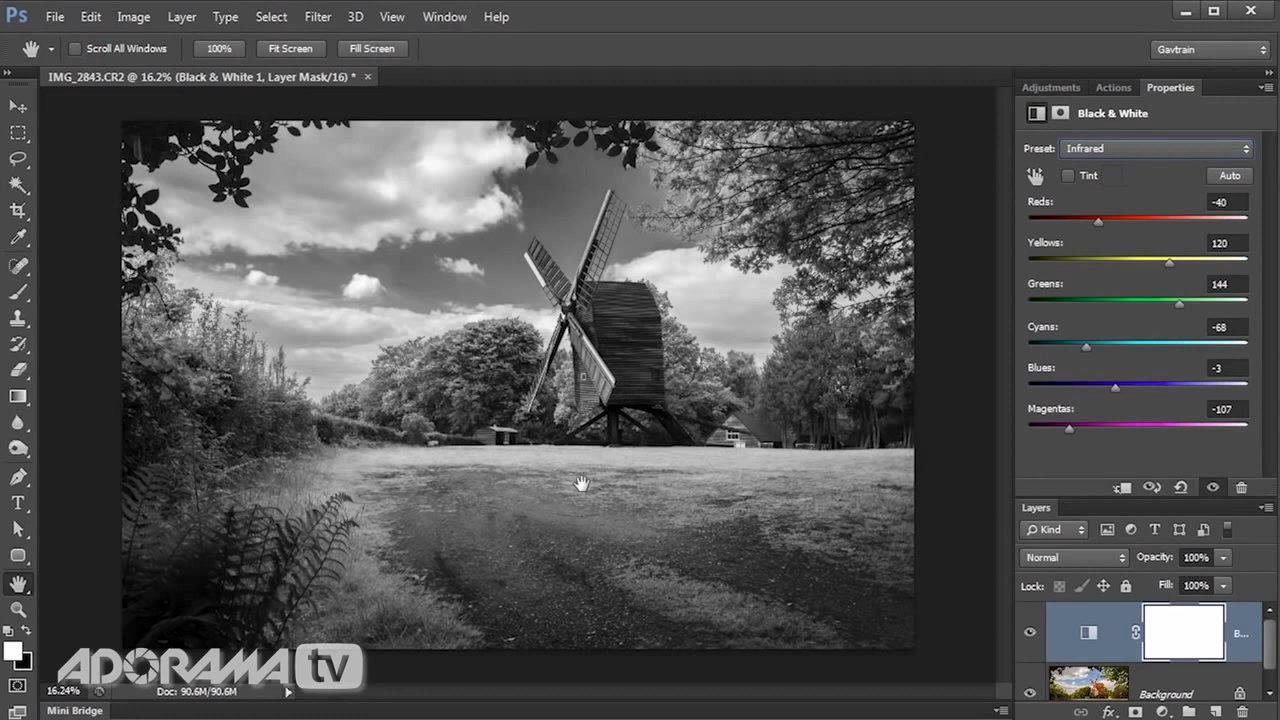 Ps File Edit Image Layer Type Select Filter 3D View Window Help
Scroll All Windows 100% Fit Screen Fill Screen Gavtrain
IMG_2843.CR2 @ 16.2% (Black & White 1, Layer Mask/16) * ×
Adjustments Actions Properties
Black & White
Preset: Infrared
Tint Auto
Reds: -40
Yellows: 120
Greens: 144
Cyans: -68
Blues: -3
Magentas: -107
Layers
Kind
Normal Opacity: 100%
Lock: Fill: 100%
B...
Background
fx
ADORAMA tv
16.24% Doc: 90.6M/90.6M
Mini Bridge